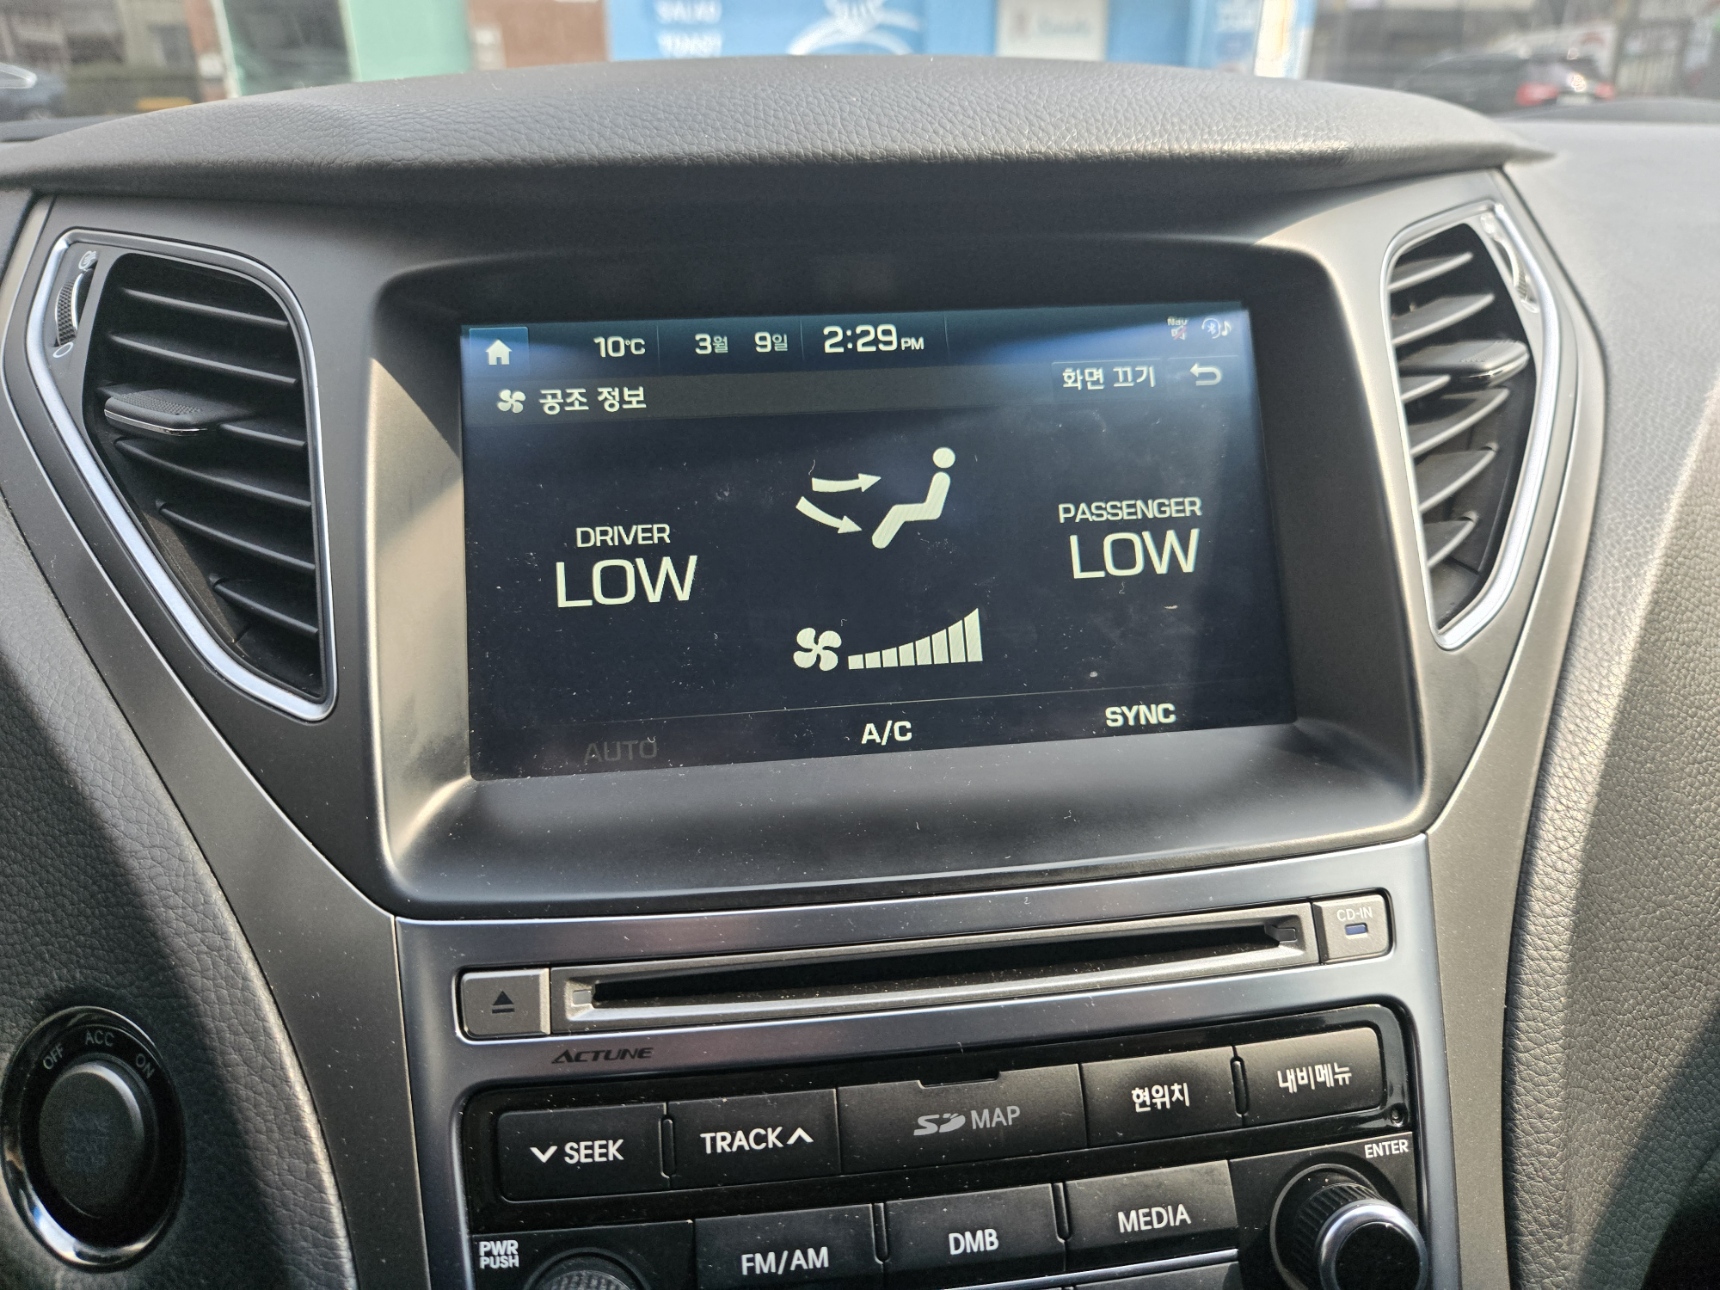 10°C 3월 9일 2:29 PM
공조 정보 화면 끄기
DRIVER
LOW
PASSENGER
LOW
AUTO A/C SYNC
CD-IN
ACTUNE
OFF ACC ON
SEEK TRACK SD MAP 현위치 내비메뉴
ENTER
PWR
PUSH
FM/AM DMB MEDIA